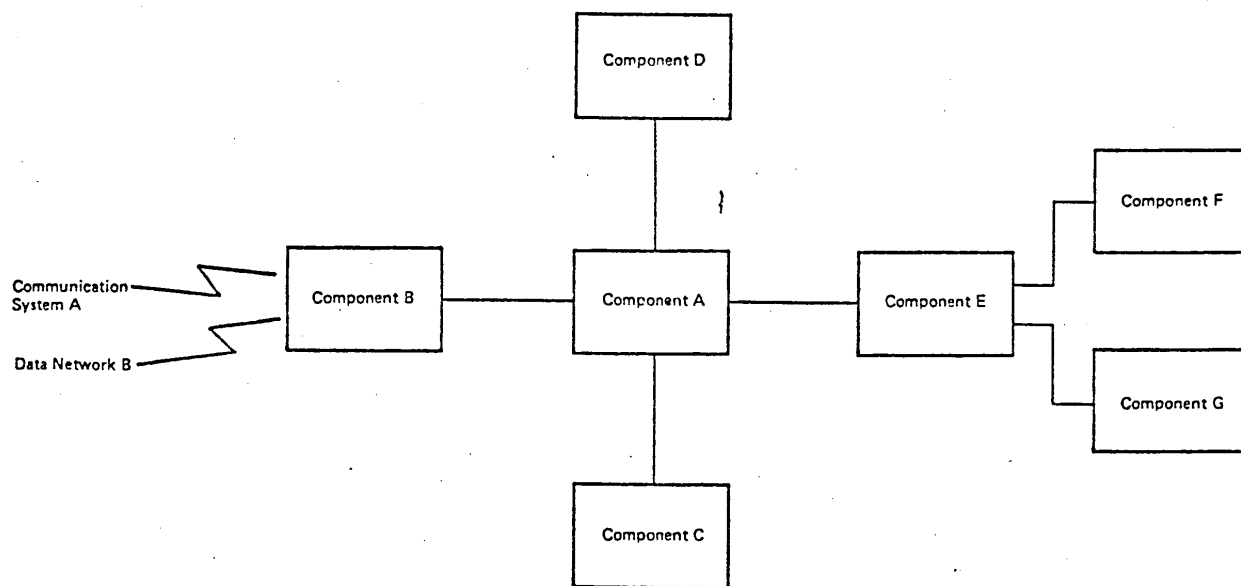 Component D
Component F
Communication
System A
Component B
Component A
Component E
Data Network B
Component G
Component C